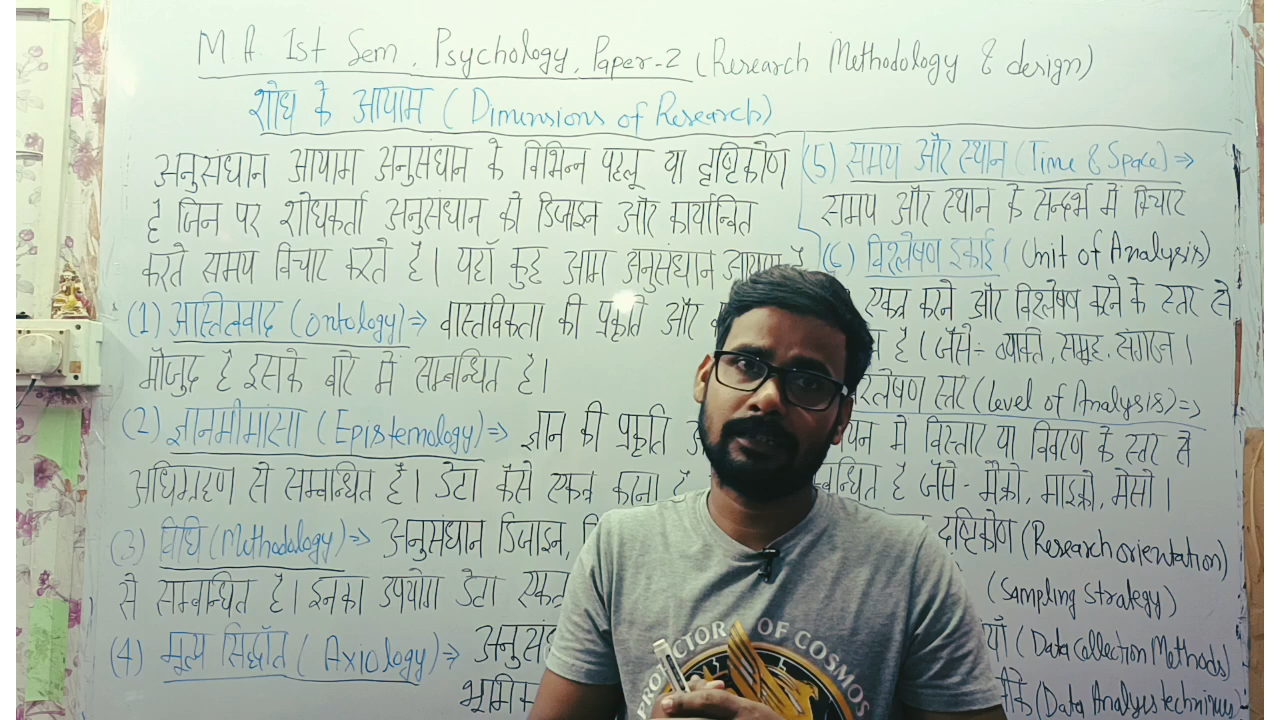 M.A. 1st Sem. Psychology, Paper-2 (Research Methodology & design)
शोध के आयाम (Dimensions of Research)
अनुसंधान आयाम अनुसंधान के विभिन्न पहलू या दृष्टिकोण
है जिन पर शोधकर्ता अनुसंधान को डिजाइन और कार्यान्वित
करते समय विचार करते है। यहाँ कुछ आम अनुसंधान आयाम है
(1) अस्तित्ववाद (Ontology) ⇒ वास्तविकता की प्रकृति और
मौजूद है इसके बारे में सम्बन्धित है।
(2) ज्ञानमीमांसा (Epistemology) ⇒ ज्ञान की प्रकृति
अधिग्रहण से सम्बन्धित है। डेटा कैसे एकत्र करना है
(3) विधि (Methodology) ⇒ अनुसंधान डिजाइन,
से सम्बन्धित है। इनका उपयोग डेटा एकत्र
(4) मूल्य सिद्धांत (Axiology) ⇒
(5) समय और स्थान (Time & Space) ⇒
समय और स्थान के सन्दर्भ में विचार
(6) विश्लेषण इकाई (Unit of Analysis)
एकत्र करने और विश्लेषण करने के स्तर से
है। जैसे- व्यक्ति, समूह, संगठन।
स्तर (Level of Analysis) ⇒
में विस्तार या विवरण के स्तर से
है जैसे- मैक्रो, माइक्रो, मेसो।
दृष्टिकोण (Research orientation)
(Sampling Strategy)
(Data Collection Methods)
(Data Analysis techniques)
PROTECTOR OF COSMOS